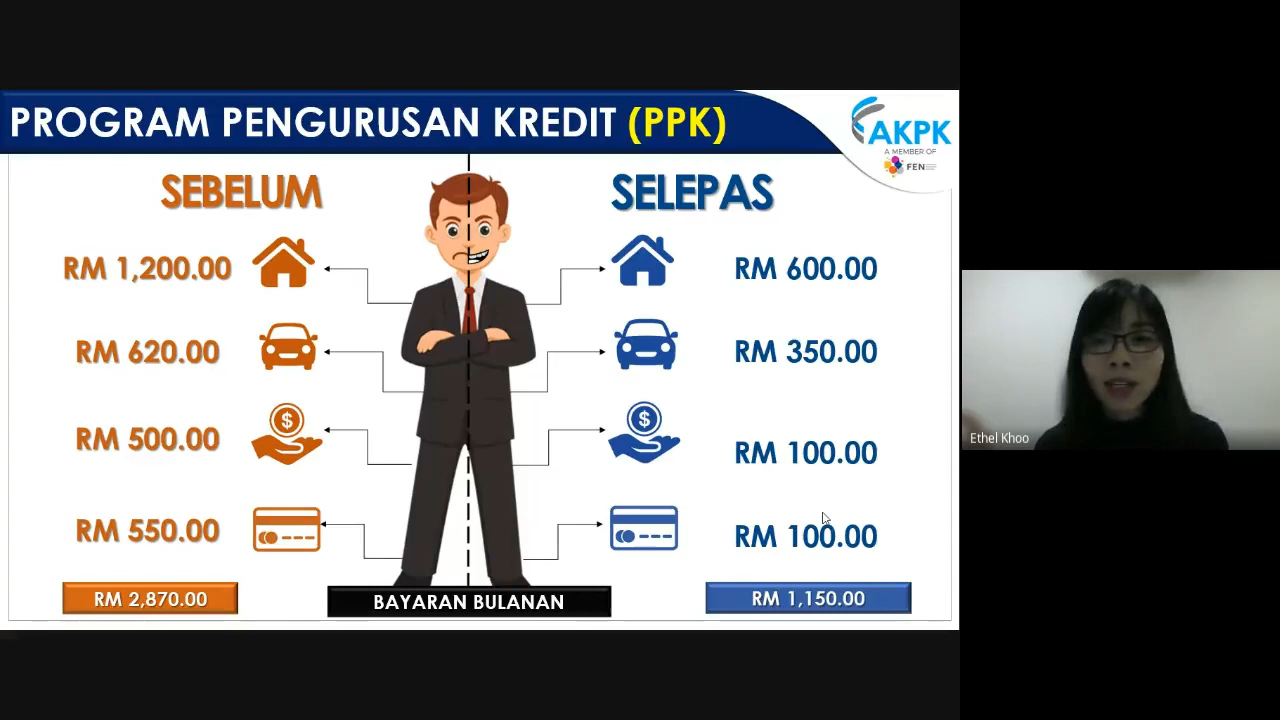 PROGRAM PENGURUSAN KREDIT (PPK)
AKPK
A MEMBER OF
FEN
SEBELUM
SELEPAS
RM 1,200.00
RM 600.00
RM 620.00
RM 350.00
$
$
RM 500.00
RM 100.00
Ethel Khoo
RM 550.00
RM 100.00
RM 2,870.00
BAYARAN BULANAN
RM 1,150.00